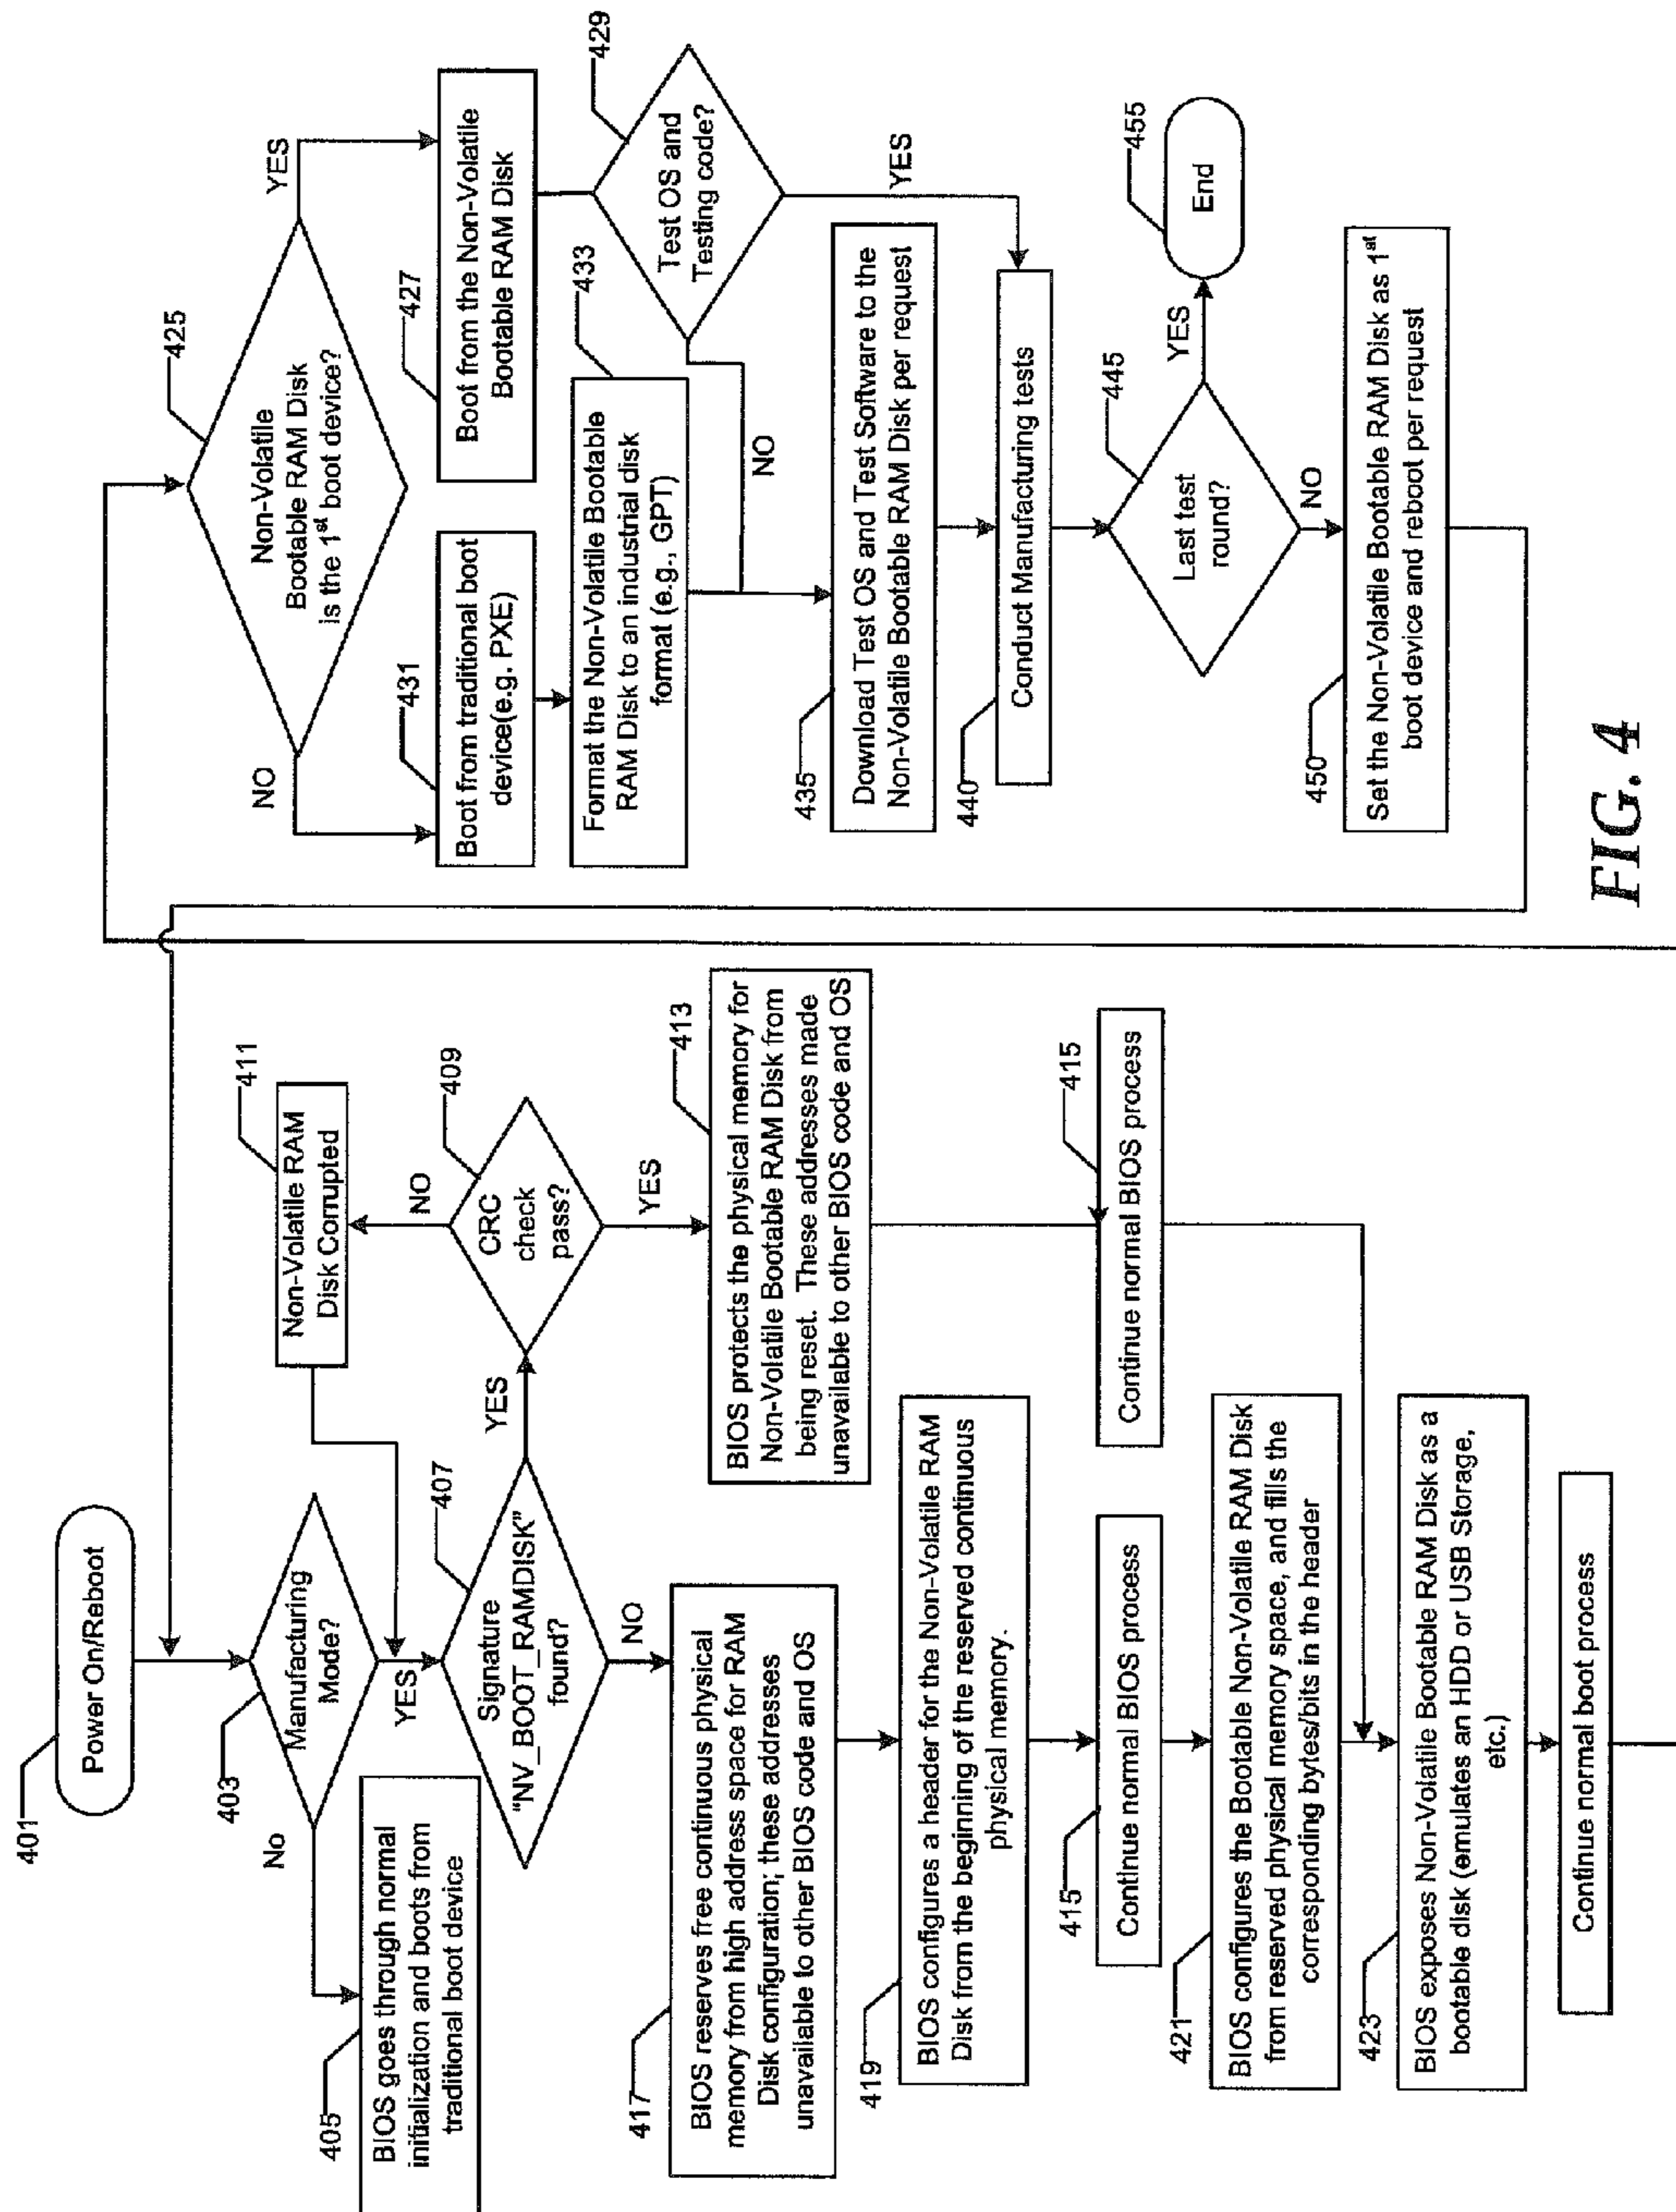 401
Power On/Reboot
403
Manufacturing
Mode?
No
YES
405
BIOS goes through normal
initialization and boots from
traditional boot device
407
Signature
"NV_BOOT_RAMDISK"
found?
YES
NO
409
CRC
check
pass?
NO
YES
411
Non-Volatile RAM
Disk Corrupted
413
BIOS protects the physical memory for
Non-Volatile Bootable RAM Disk from
being reset. These addresses made
unavailable to other BIOS code and OS
415
Continue normal BIOS process
417
BIOS reserves free continuous physical
memory from high address space for RAM
Disk configuration; these addresses
unavailable to other BIOS code and OS
419
BIOS configures a header for the Non-Volatile RAM
Disk from the beginning of the reserved continuous
physical memory.
415
Continue normal BIOS process
421
BIOS configures the Bootable Non-Volatile RAM Disk
from reserved physical memory space, and fills the
corresponding bytes/bits in the header
423
BIOS exposes Non-Volatile Bootable RAM Disk as a
bootable disk (emulates an HDD or USB Storage,
etc.)
Continue normal boot process
425
Non-Volatile
Bootable RAM Disk
is the 1st boot device?
NO
YES
431
Boot from traditional boot
device(e.g. PXE)
427
Boot from the Non-Volatile
Bootable RAM Disk
433
Format the Non-Volatile Bootable
RAM Disk to an industrial disk
format (e.g., GPT)
429
Test OS and
Testing code?
NO
YES
435
Download Test OS and Test Software to the
Non-Volatile Bootable RAM Disk per request
440
Conduct Manufacturing tests
445
Last test
round?
YES
NO
455
End
450
Set the Non-Volatile Bootable RAM Disk as 1st
boot device and reboot per request
FIG. 4